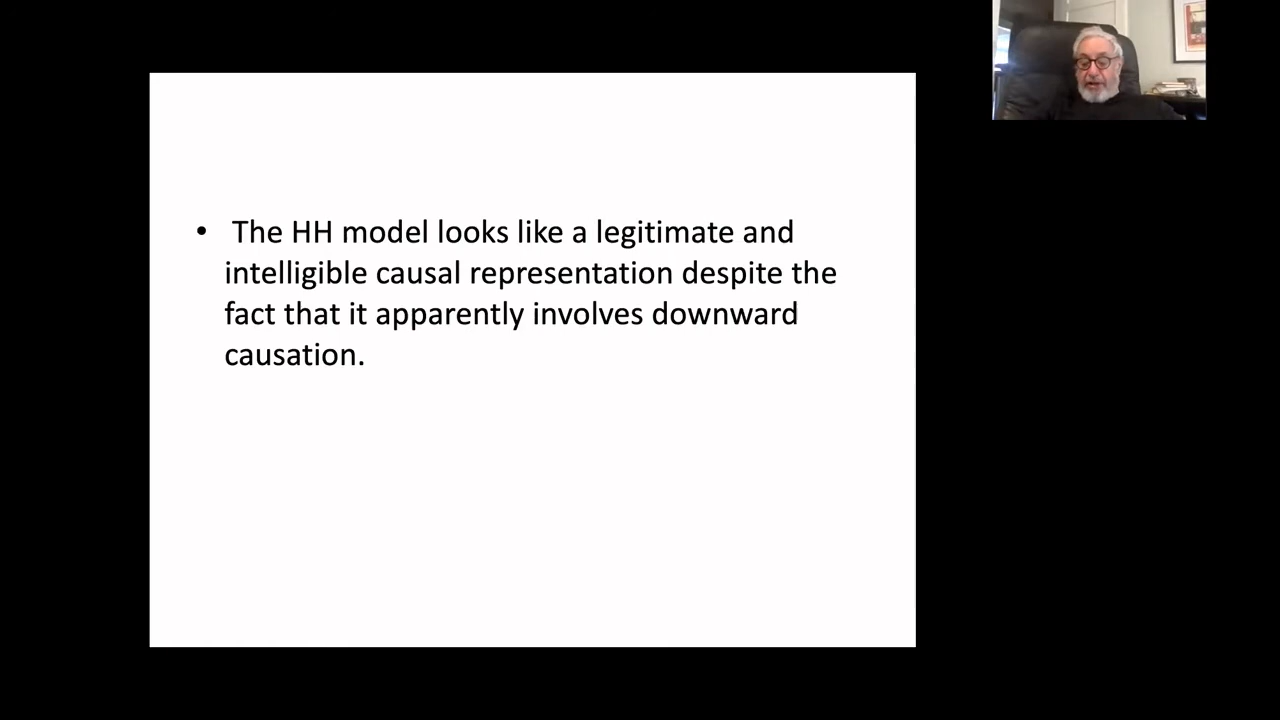 • The HH model looks like a legitimate and
intelligible causal representation despite the
fact that it apparently involves downward
causation.